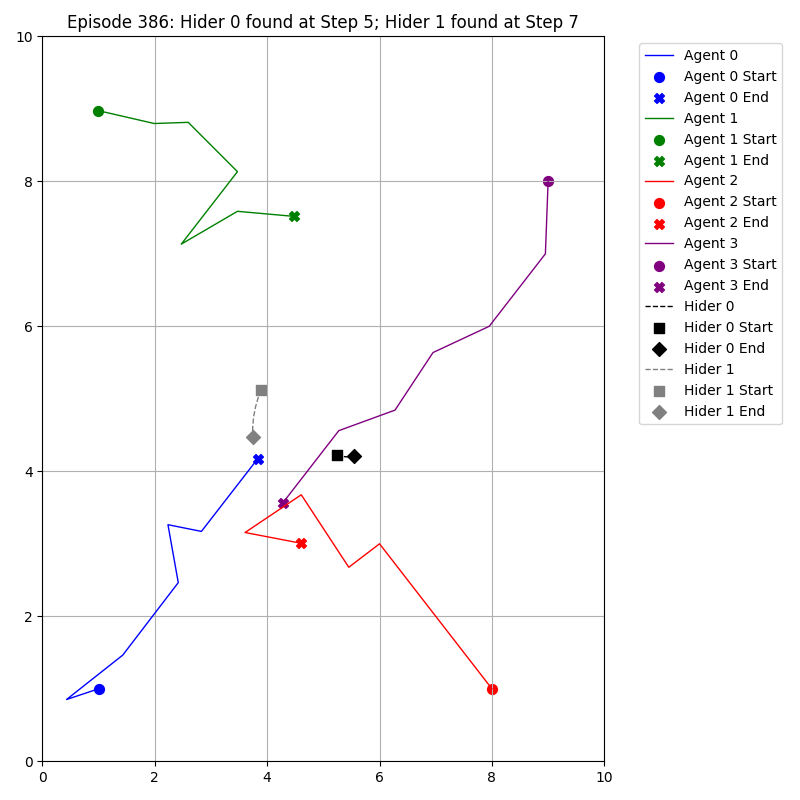 Episode 386: Hider 0 found at Step 5; Hider 1 found at Step 7
10
8
6
4
2
0
0 2 4 6 8 10
Agent 0
Agent 0 Start
Agent 0 End
Agent 1
Agent 1 Start
Agent 1 End
Agent 2
Agent 2 Start
Agent 2 End
Agent 3
Agent 3 Start
Agent 3 End
Hider 0
Hider 0 Start
Hider 0 End
Hider 1
Hider 1 Start
Hider 1 End